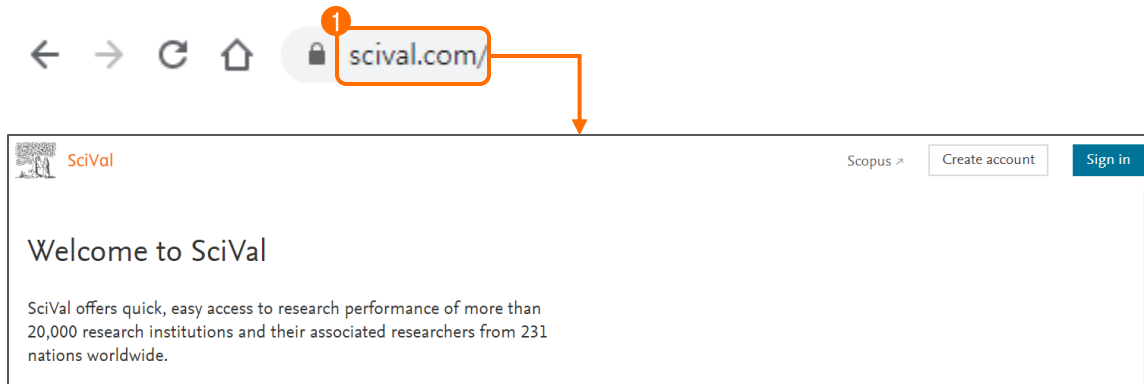 1
scival.com/
SciVal
Scopus ↗
Create account
Sign in
Welcome to SciVal
SciVal offers quick, easy access to research performance of more than
20,000 research institutions and their associated researchers from 231
nations worldwide.